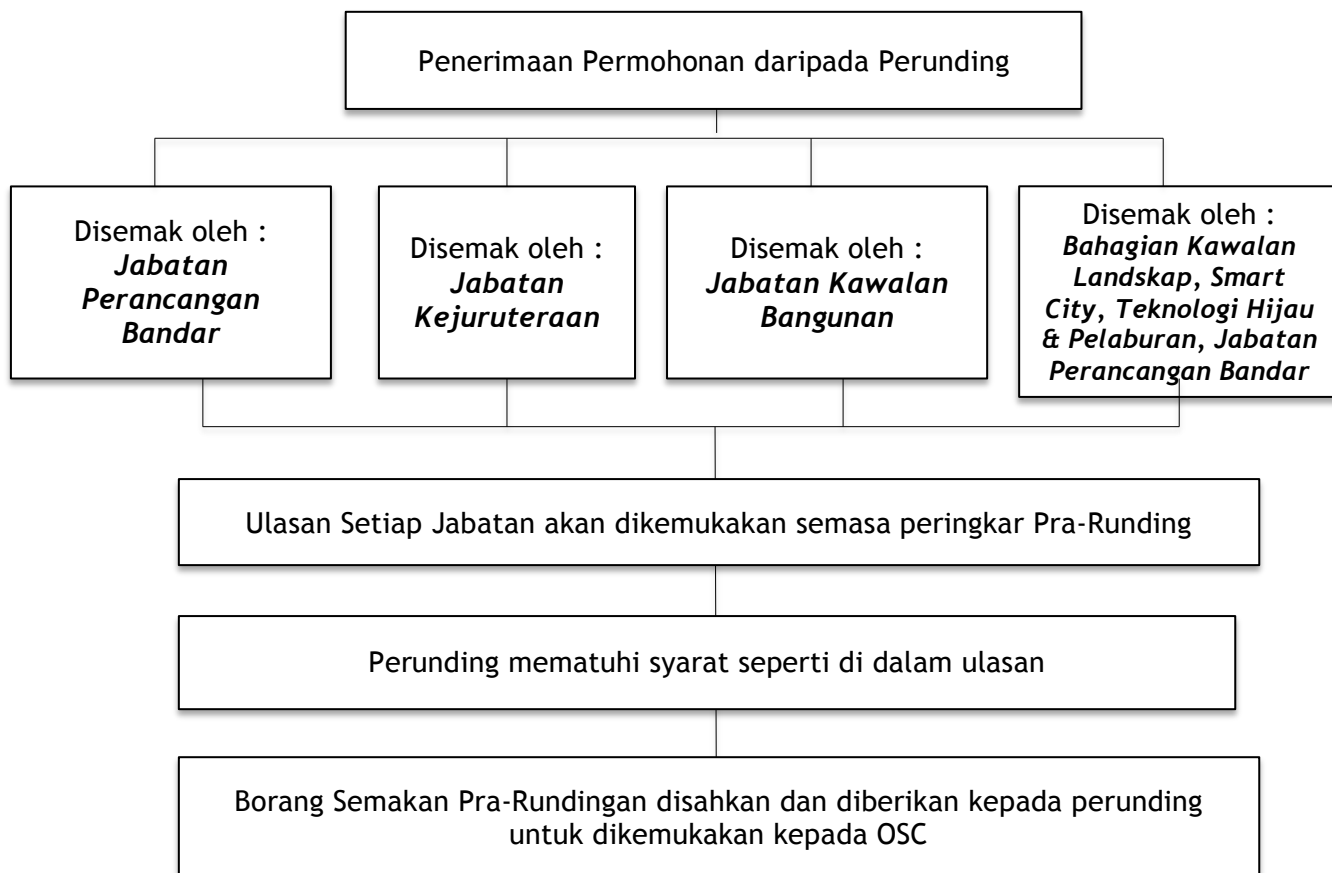 Penerimaan Permohonan daripada Perunding
Disemak oleh :
Jabatan
Perancangan
Bandar
Disemak oleh :
Jabatan
Kejuruteraan
Disemak oleh :
Jabatan Kawalan
Bangunan
Disemak oleh :
Bahagian Kawalan
Landskap, Smart
City, Teknologi Hijau
& Pelaburan, Jabatan
Perancangan Bandar
Ulasan Setiap Jabatan akan dikemukakan semasa peringkar Pra-Runding
Perunding mematuhi syarat seperti di dalam ulasan
Borang Semakan Pra-Rundingan disahkan dan diberikan kepada perunding
untuk dikemukakan kepada OSC